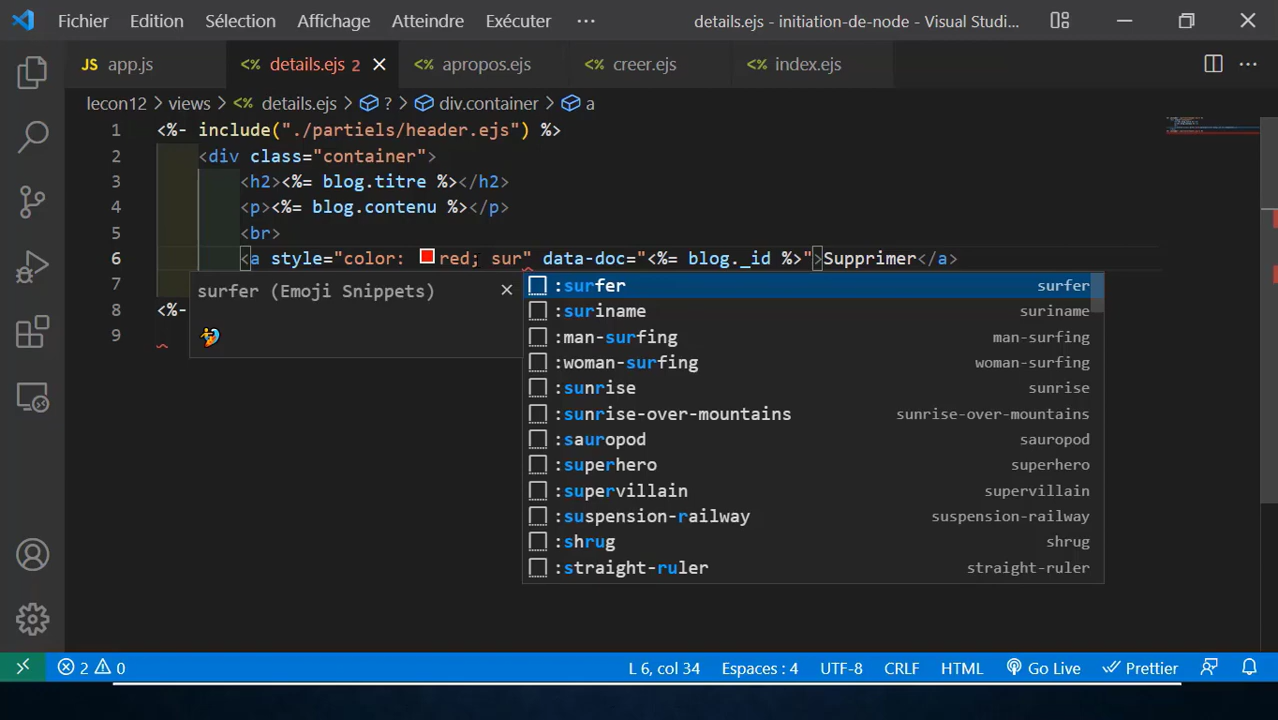 Fichier Edition Sélection Affichage Atteindre Exécuter ··· details.ejs - initiation-de-node - Visual Studi...
JS app.js <% details.ejs 2 <% apropos.ejs <% creer.ejs <% index.ejs ···
lecon12 > views > <% details.ejs > ? > div.container > a
1 <%- include("./partiels/header.ejs") %>
2 <div class="container">
3 <h2><%= blog.titre %></h2>
4 <p><%= blog.contenu %></p>
5 <br>
6 <a style="color: red; sur" data-doc="<%= blog._id %>">Supprimer</a>
7
8 <%-
9
surfer (Emoji Snippets)
:surfer surfer
:suriname suriname
:man-surfing man-surfing
:woman-surfing woman-surfing
:sunrise sunrise
:sunrise-over-mountains sunrise-over-mountains
:sauropod sauropod
:superhero superhero
:supervillain supervillain
:suspension-railway suspension-railway
:shrug shrug
:straight-ruler straight-ruler
2 0 L 6, col 34 Espaces : 4 UTF-8 CRLF HTML Go Live Prettier